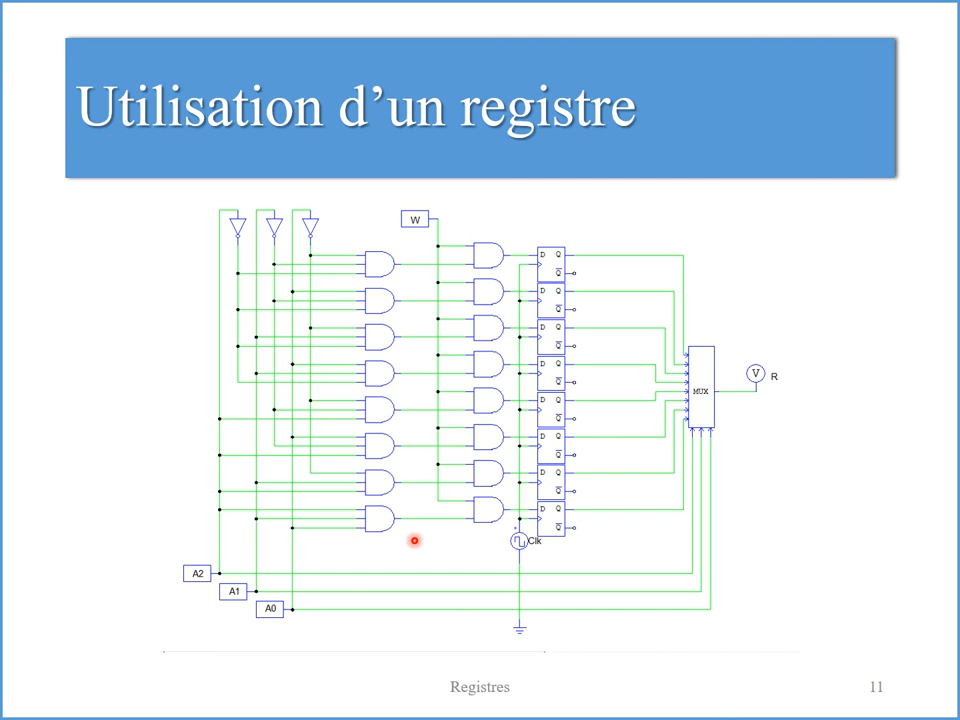 Utilisation d’un registre
W
D Q
Q
D Q
Q
D Q
Q
D Q
Q
D Q
Q
D Q
Q
D Q
Q
D Q
Q
MUX
V
R
Clk
A2
A1
A0
Registres
11